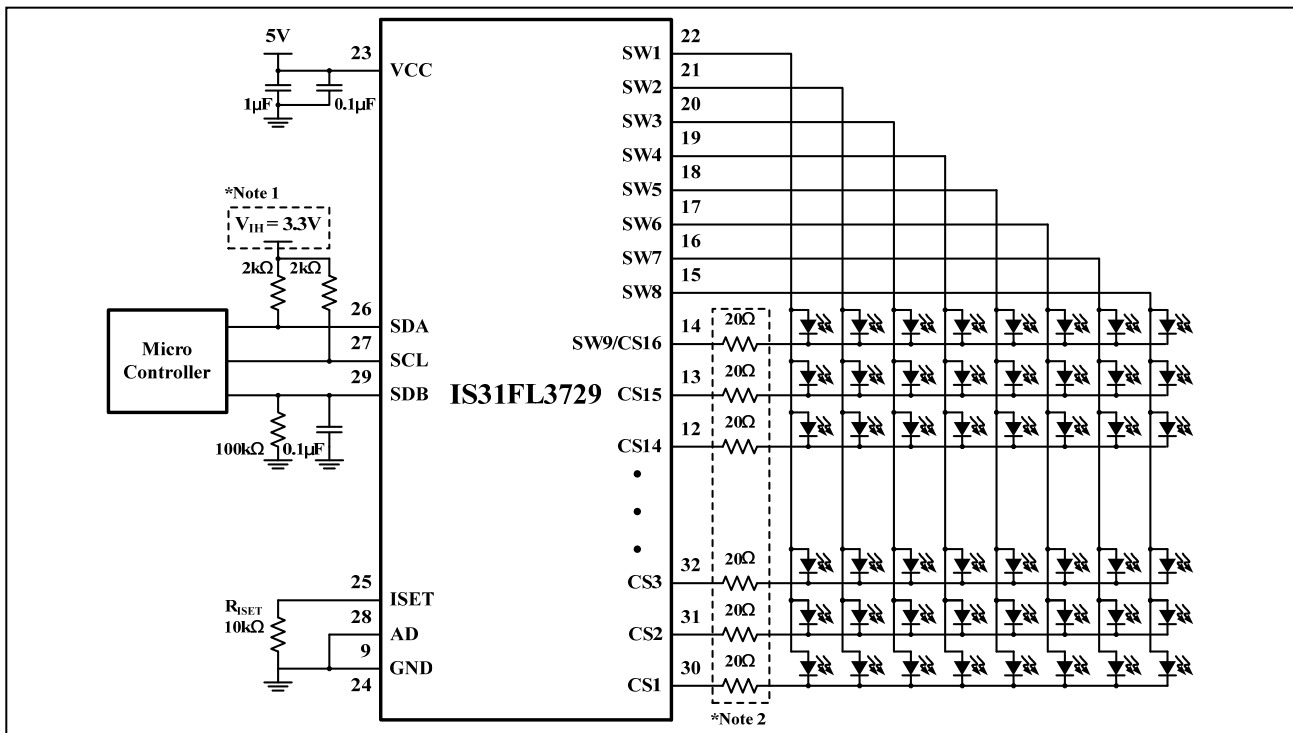 5V
23
VCC
1µF
0.1µF
*Note 1
V_IH = 3.3V
2kΩ
2kΩ
Micro
Controller
26
SDA
27
SCL
29
SDB
100kΩ
0.1µF
IS31FL3729
25
ISET
R_ISET
10kΩ
28
AD
9
GND
24
22
SW1
21
SW2
20
SW3
19
SW4
18
SW5
17
SW6
16
SW7
15
SW8
14
SW9/CS16
20Ω
13
CS15
20Ω
12
CS14
20Ω
32
CS3
20Ω
31
CS2
20Ω
30
CS1
20Ω
*Note 2